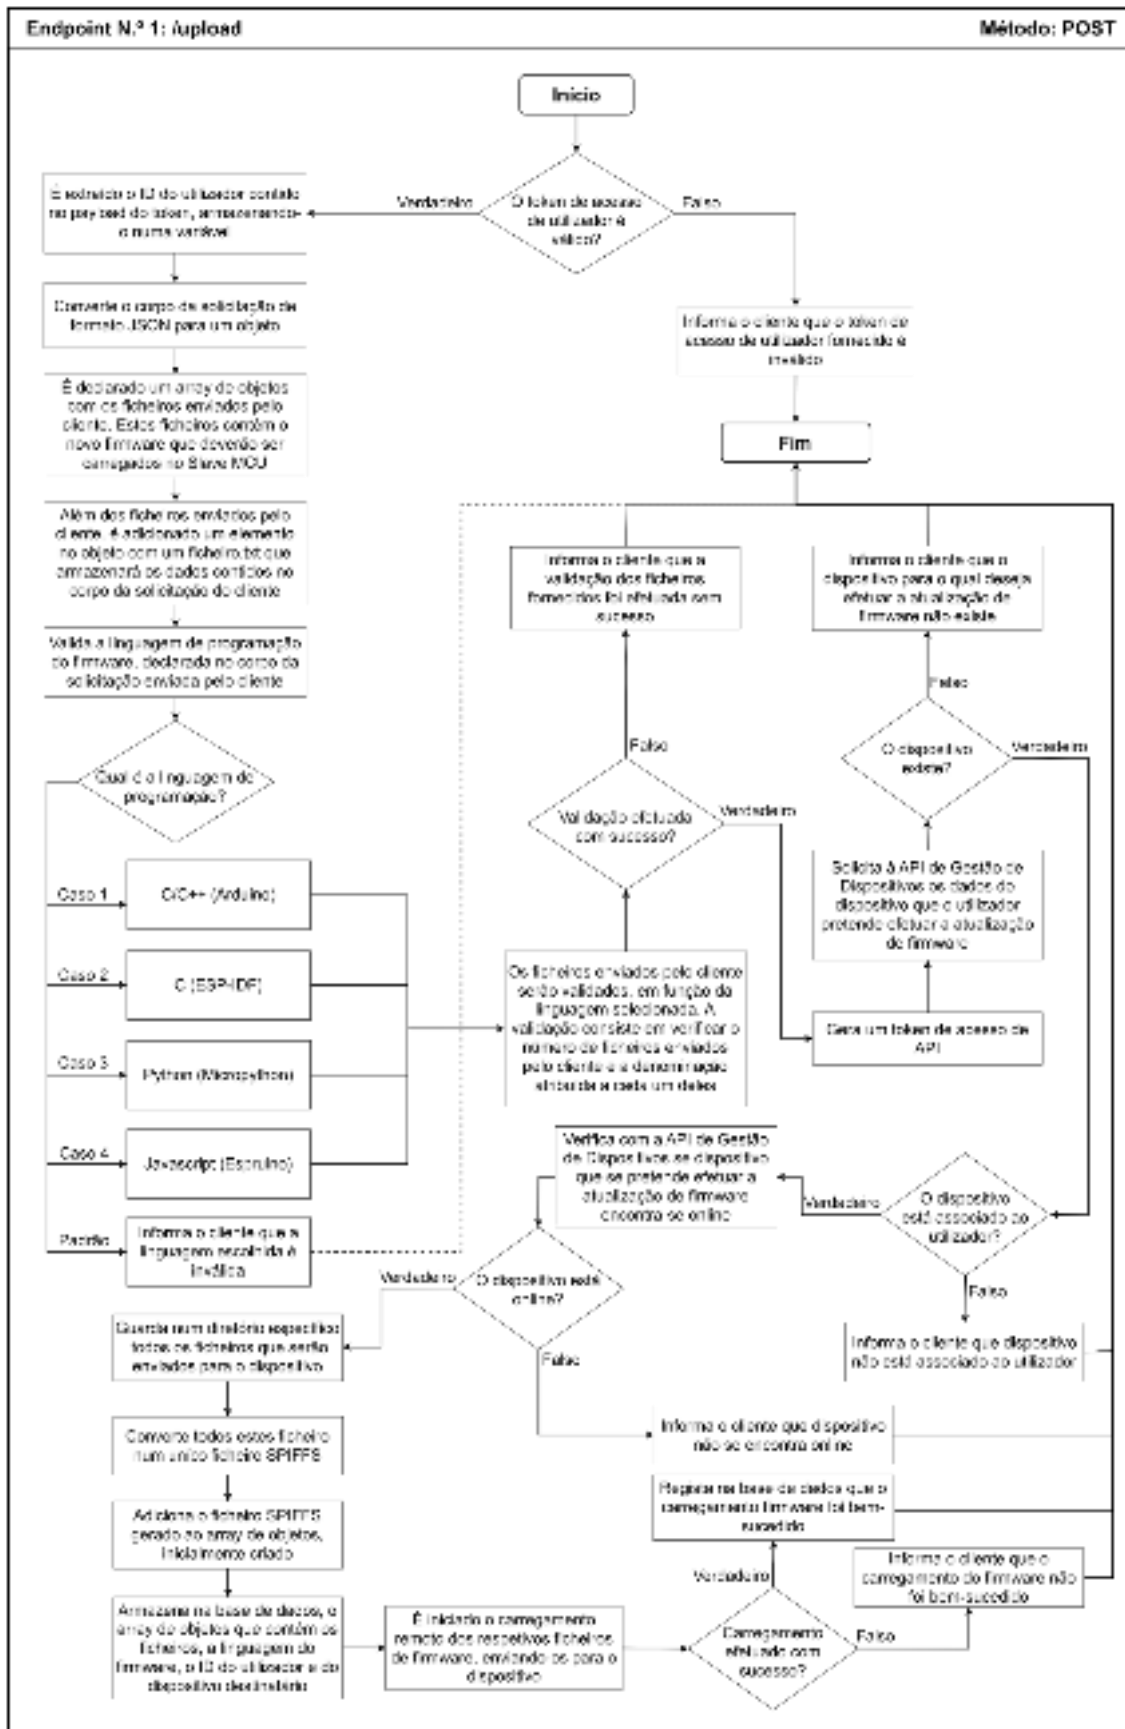 Endpoint N.º 1: /upload
Método: POST
Início
O token de acesso
de utilizador é
válido?
Verdadeiro
Falso
É extraído o ID do utilizador contido
no payload do token, armazenando-
o numa variável
Converte o corpo da solicitação de
formato JSON para um objeto
É declarado um array de objetos
com os ficheiros enviados pelo
cliente. Estes ficheiros contêm o
novo firmware que deverão ser
carregados no Slave MCU
Além dos ficheiros enviados pelo
cliente, é adicionado um elemento
no objeto com um ficheiro.txt que
armazenará os dados contidos no
corpo da solicitação do cliente
Valida a linguagem de programação
do firmware, declarada no corpo da
solicitação enviada pelo cliente
Qual é a linguagem de
programação?
Caso 1
C/C++ (Arduino)
Caso 2
C (ESP-IDF)
Caso 3
Python (Micropython)
Caso 4
Javascript (Espruino)
Padrão
Informa o cliente que a
linguagem escolhida é
inválida
Informa o cliente que o token de
acesso de utilizador fornecido é
inválido
Fim
Informa o cliente que a
validação dos ficheiros
fornecidos foi efetuada sem
sucesso
Falso
Validação efetuada
com sucesso?
Verdadeiro
Os ficheiros enviados pelo cliente
serão validados, em função da
linguagem selecionada. A
validação consiste em verificar o
número de ficheiros enviados
pelo cliente e a denominação
atribuída a cada um deles
Informa o cliente que o
dispositivo para o qual deseja
efetuar a atualização de
firmware não existe
Falso
O dispositivo
existe?
Verdadeiro
Solicita à API de Gestão de
Dispositivos os dados do
dispositivo que o utilizador
pretende efetuar a atualização
de firmware
Gera um token de acesso de
API
Verifica com a API de Gestão
de Dispositivos se dispositivo
que se pretende efetuar a
atualização de firmware
encontra-se online
Verdadeiro
O dispositivo
está associado ao
utilizador?
Falso
Informa o cliente que dispositivo
não está associado ao utilizador
O dispositivo está
online?
Verdadeiro
Falso
Informa o cliente que dispositivo
não se encontra online
Guarda num diretório específico
todos os ficheiros que serão
enviados para o dispositivo
Converte todos estes ficheiro
num unico ficheiro SPIFFS
Adiciona o ficheiro SPIFFS
gerado ao array de objetos,
inicialmente criado
Armazena na base de dados, o
array de objetos que contêm os
ficheiros, a linguagem do
firmware, o ID do utilizador e do
dispositivo destinatário
É iniciado o carregamento
remoto dos respetivos ficheiros
de firmware, enviando-os para o
dispositivo
Carregamento
efetuado com
sucesso?
Verdadeiro
Registe na base de dados que o
carregamento firmware foi bem-
sucedido
Falso
Informa o cliente que o
carregamento do firmware não
foi bem-sucedido